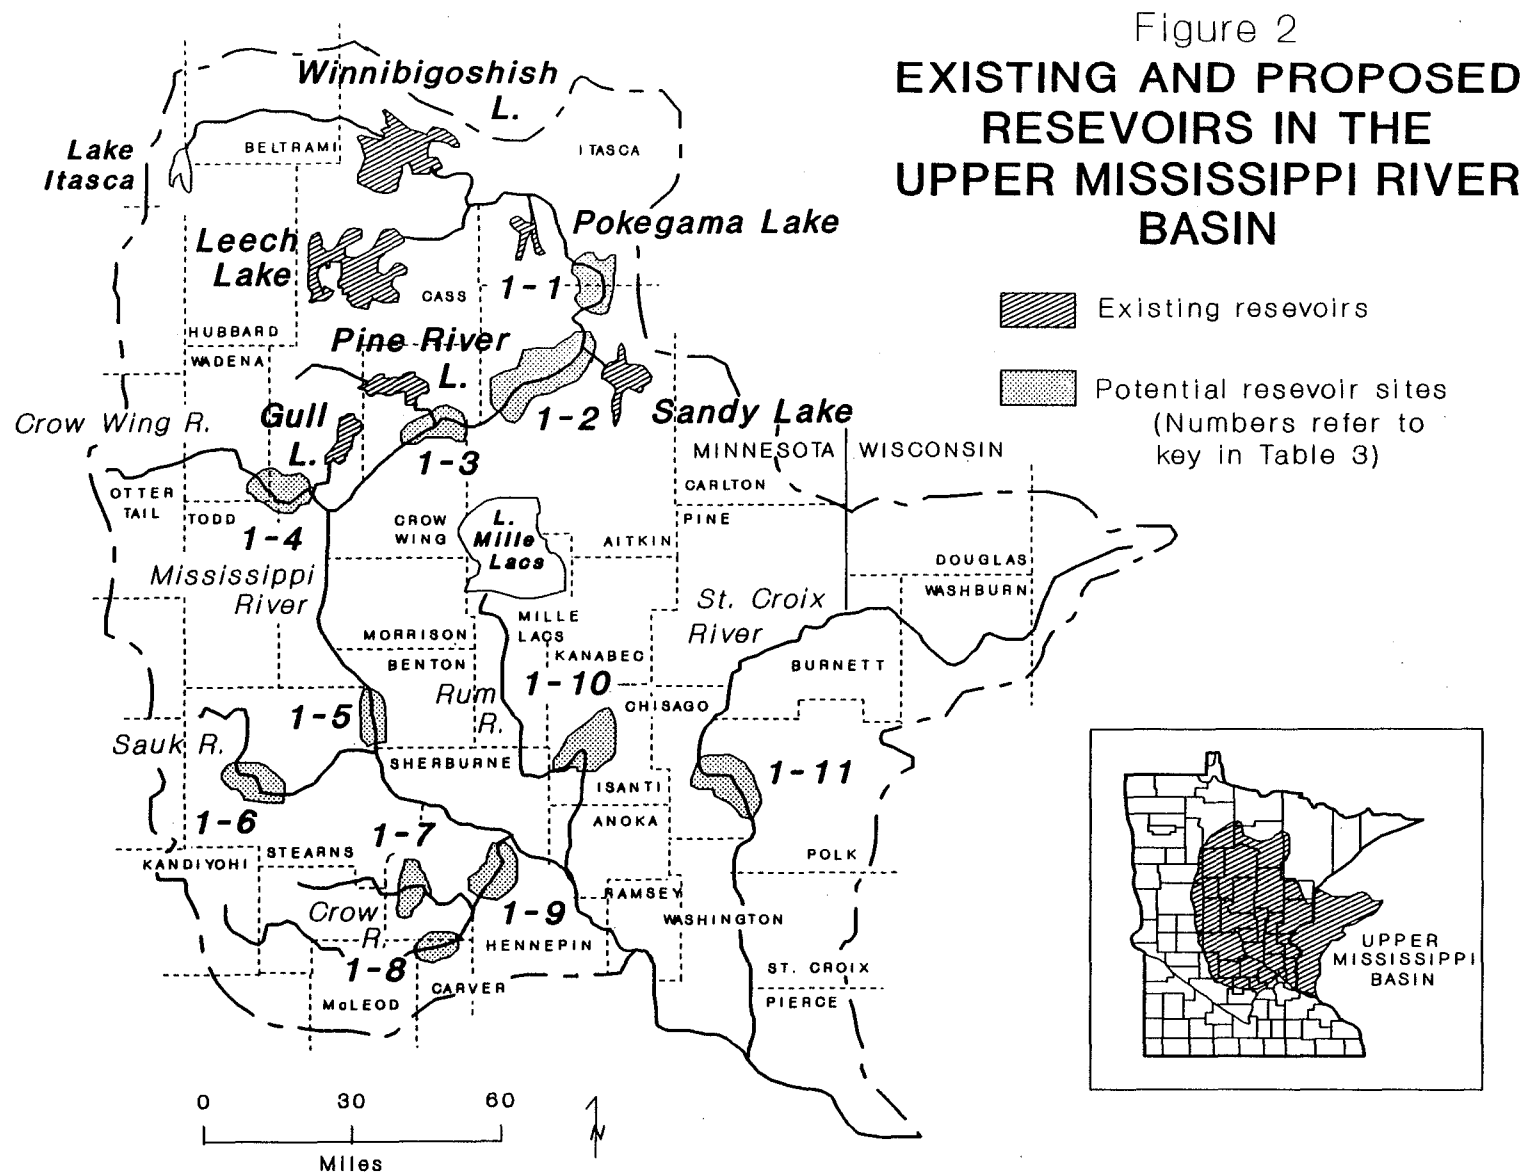 Figure 2
EXISTING AND PROPOSED
RESEVOIRS IN THE
UPPER MISSISSIPPI RIVER
BASIN
Existing resevoirs
Potential resevoir sites
(Numbers refer to
key in Table 3)
Winnibigoshish
L.
Lake
Itasca
BELTRAMI
ITASCA
Pokegama Lake
Leech
Lake
1-1
CASS
HUBBARD
WADENA
Pine River
L.
1-2
Sandy Lake
Crow Wing R.
Gull
L.
1-3
MINNESOTA
WISCONSIN
CARLTON
PINE
OTTER
TAIL
TODD
1-4
CROW
WING
L.
Mille
Lacs
AITKIN
DOUGLAS
WASHBURN
Mississippi
River
St. Croix
River
MILLE
LACS
MORRISON
BENTON
KANABEC
BURNETT
1-10
Rum
R.
CHISAGO
1-5
Sauk R.
SHERBURNE
1-11
ISANTI
ANOKA
1-6
1-7
STEARNS
KANDIYOHI
POLK
RAMSEY
WASHINGTON
Crow
R.
1-9
HENNEPIN
1-8
ST. CROIX
PIERCE
CARVER
McLEOD
UPPER
MISSISSIPPI
BASIN
0 30 60
Miles
N